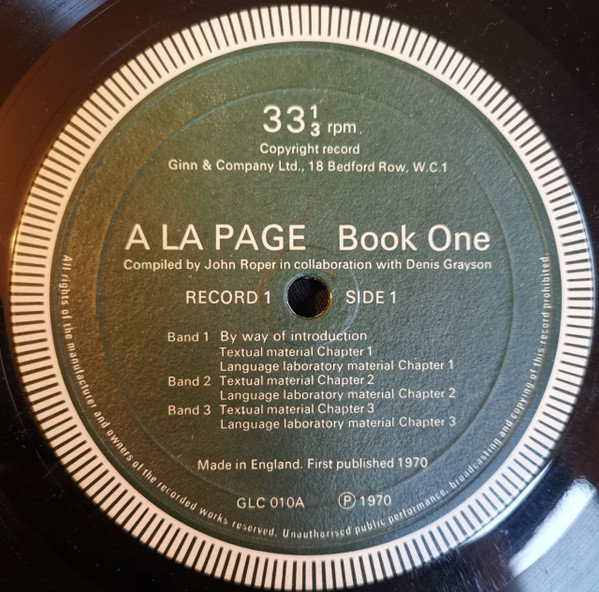 33⅓ rpm.
Copyright record
Ginn & Company Ltd., 18 Bedford Row, W.C.1
A LA PAGE Book One
Compiled by John Roper in collaboration with Denis Grayson
RECORD 1 SIDE 1
Band 1 By way of introduction
Textual material Chapter 1
Language laboratory material Chapter 1
Band 2 Textual material Chapter 2
Language laboratory material Chapter 2
Band 3 Textual material Chapter 3
Language laboratory material Chapter 3
Made in England. First published 1970
GLC 010A ℗ 1970
All rights of the manufacturer and owners of the recorded works reserved. Unauthorised public performance, broadcasting and copying of this record prohibited.